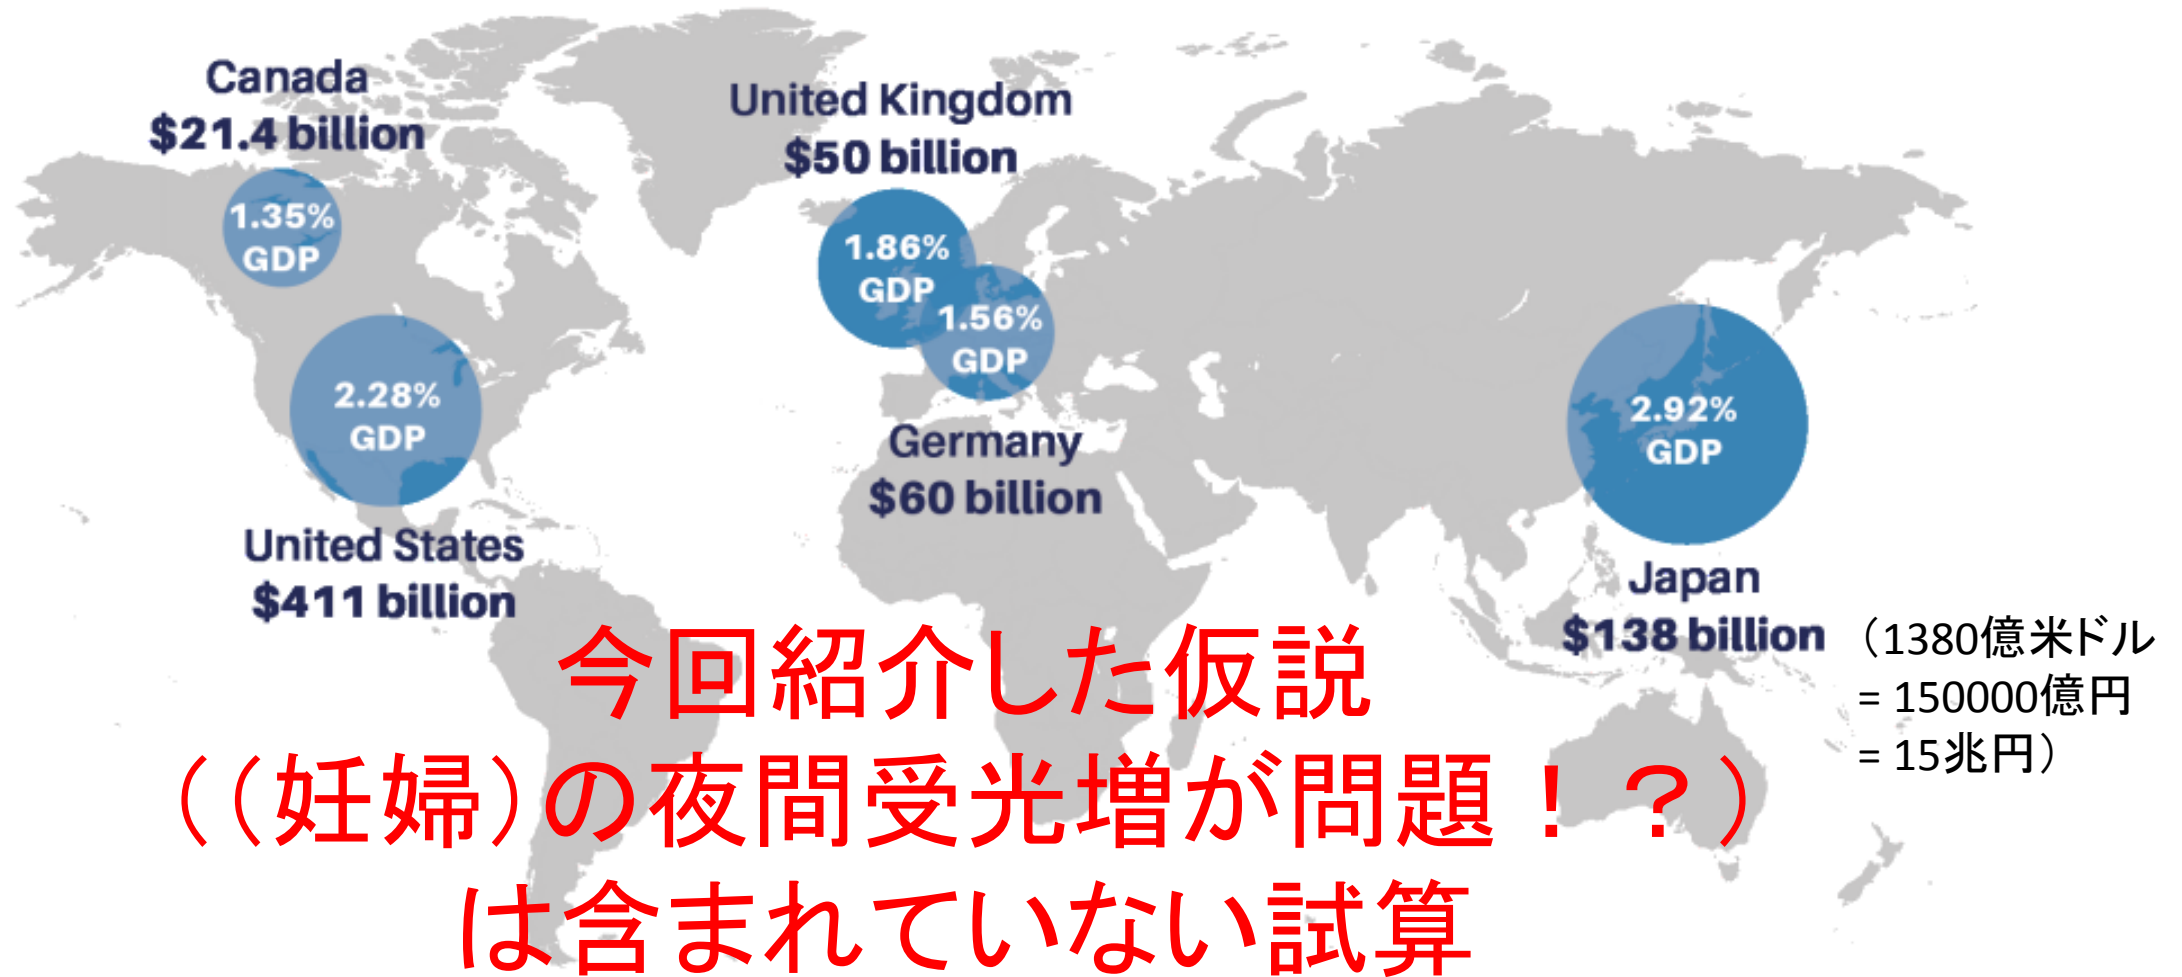 Canada
$21.4 billion
1.35%
GDP
United Kingdom
$50 billion
1.86%
GDP
1.56%
GDP
Germany
$60 billion
2.28%
GDP
United States
$411 billion
2.92%
GDP
Japan
$138 billion
（1380億米ドル
= 150000億円
= 15兆円）
今回紹介した仮説
（（妊婦）の夜間受光増が問題！？）
は含まれていない試算